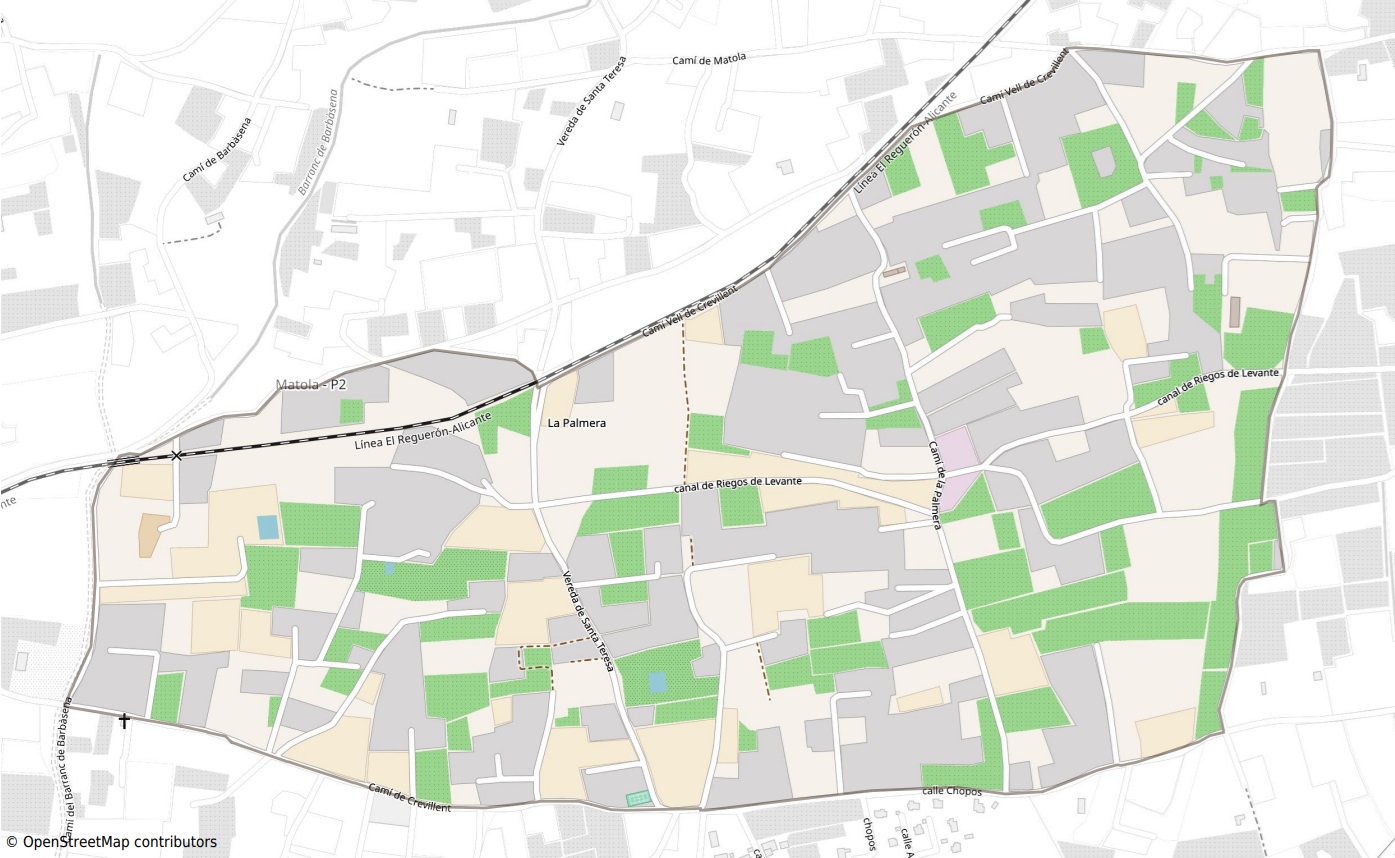 Camí de Matola
Vereda de Santa Teresa
Camí Vell de Crevillent
Línea El Reguerón-Alicante
Camí de Barbàsena
Barranc de Barbàsena
Camí Vell de Crevillent
Matola - P2
canal de Riegos de Levante
La Palmera
Línea El Reguerón-Alicante
Camí de la Palmera
canal de Riegos de Levante
nte
Vereda de Santa Teresa
Camí del Barranc de Barbàsena
Camí de Crevillent
calle Chopos
chopos
calle A
ca
© OpenStreetMap contributors